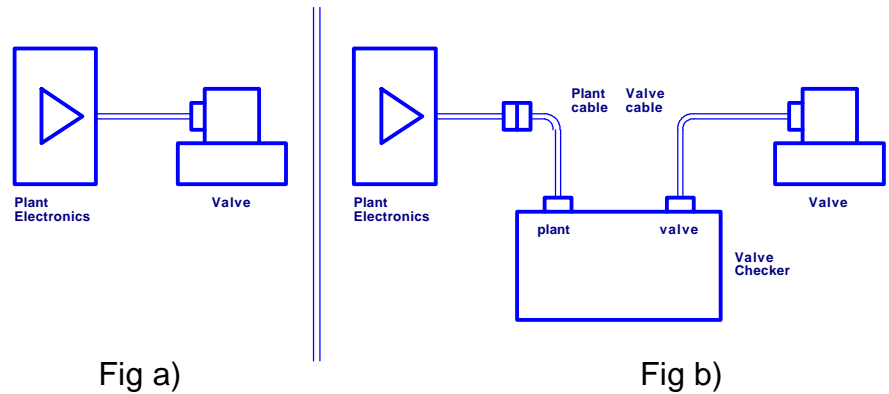 Plant
Electronics
Valve
Fig a)
Plant
cable
Valve
cable
Plant
Electronics
plant
valve
Valve
Checker
Valve
Fig b)